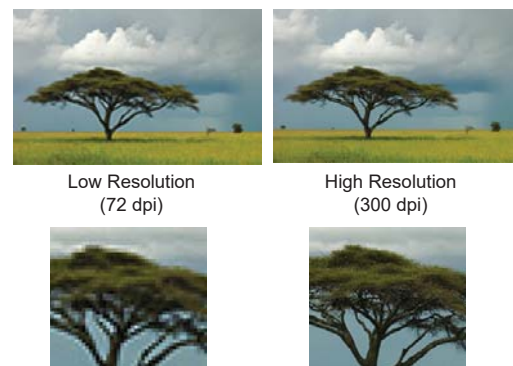 Low Resolution
(72 dpi)
High Resolution
(300 dpi)